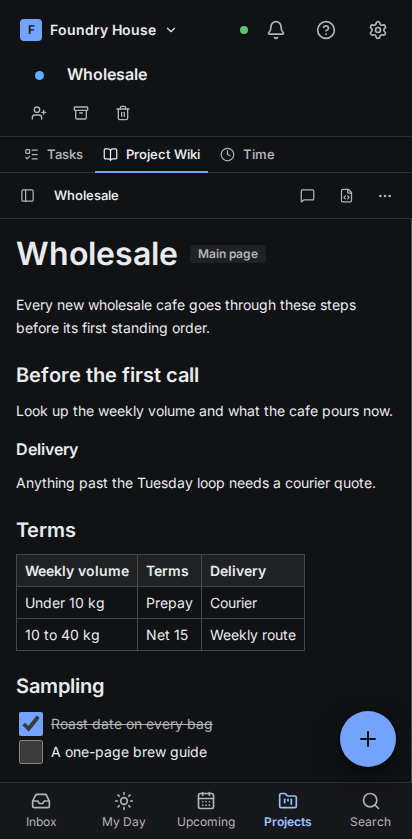 F Foundry House
Wholesale
Tasks Project Wiki Time
Wholesale
Wholesale Main page
Every new wholesale cafe goes through these steps
before its first standing order.
Before the first call
Look up the weekly volume and what the cafe pours now.
Delivery
Anything past the Tuesday loop needs a courier quote.
Terms
Weekly volume Terms Delivery
Under 10 kg Prepay Courier
10 to 40 kg Net 15 Weekly route
Sampling
Roast date on every bag
A one-page brew guide
Inbox My Day Upcoming Projects Search